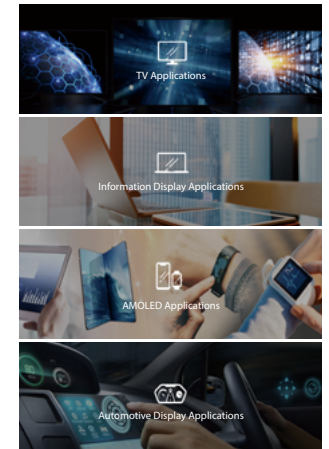 TV Applications
Information Display Applications
AMOLED Applications
Automotive Display Applications